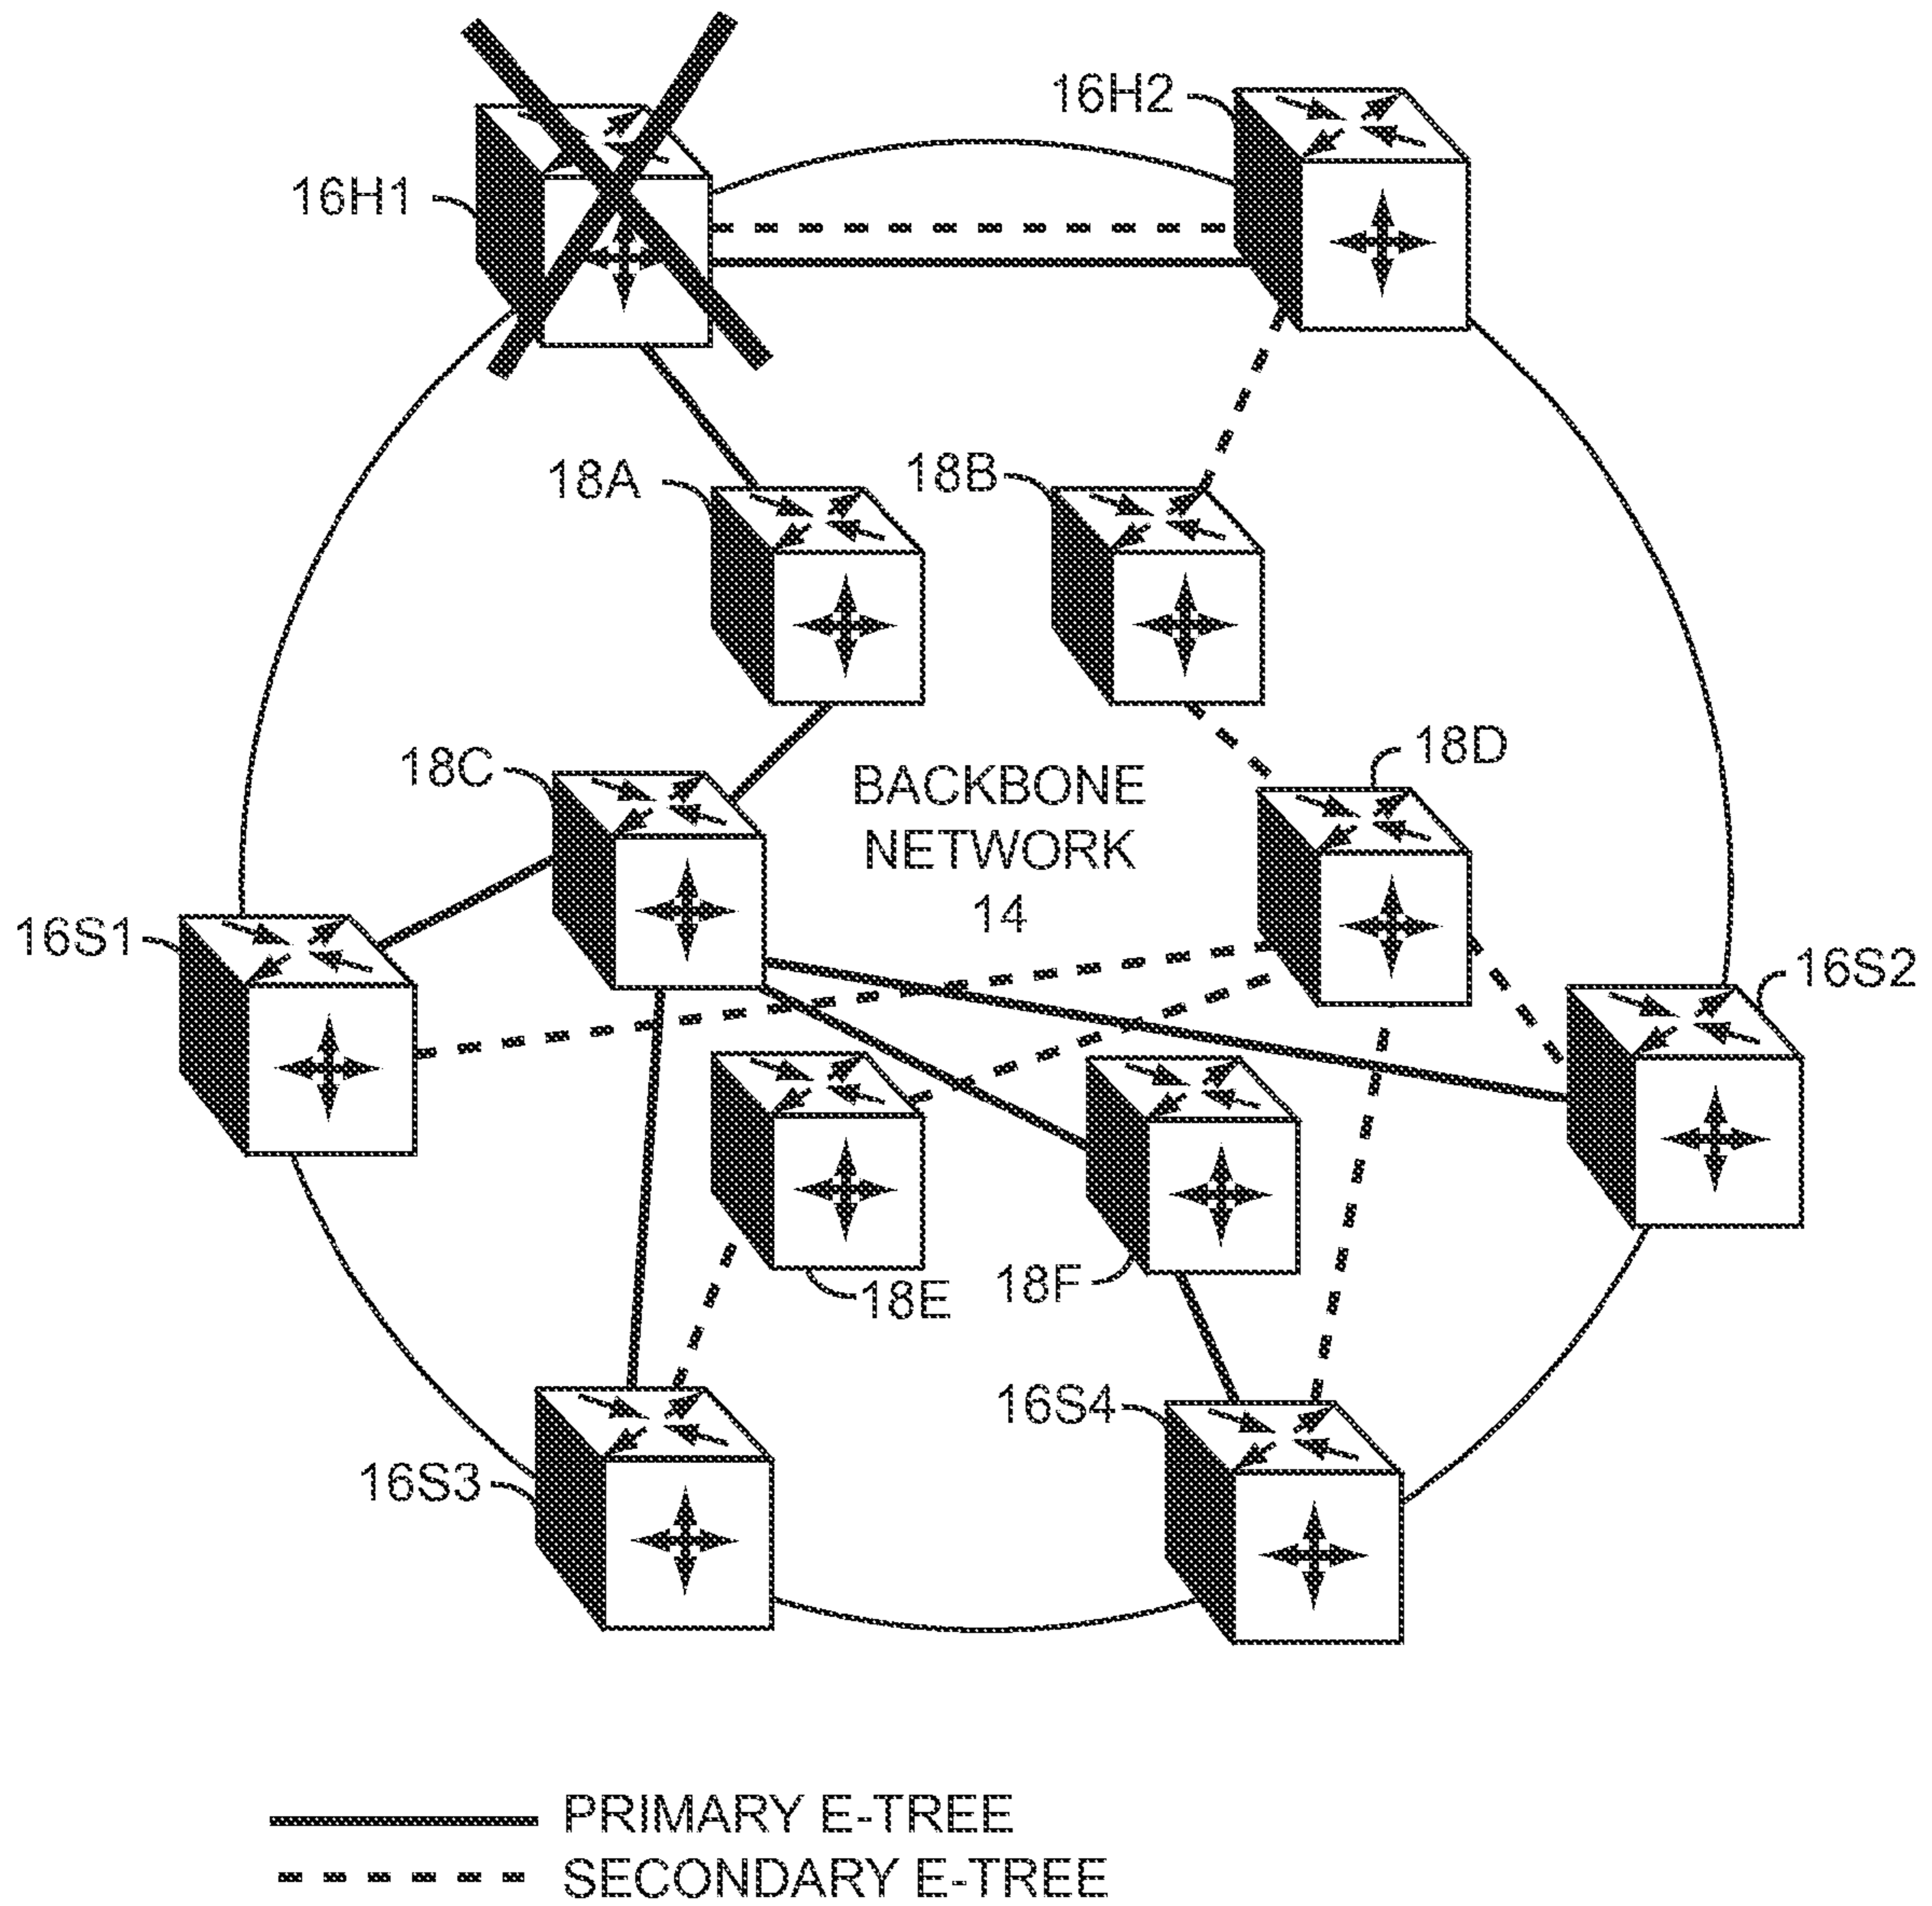 16H1
16H2
18A
18B
18C
BACKBONE
NETWORK
14
18D
16S1
16S2
18E
18F
16S3
16S4
PRIMARY E-TREE
SECONDARY E-TREE